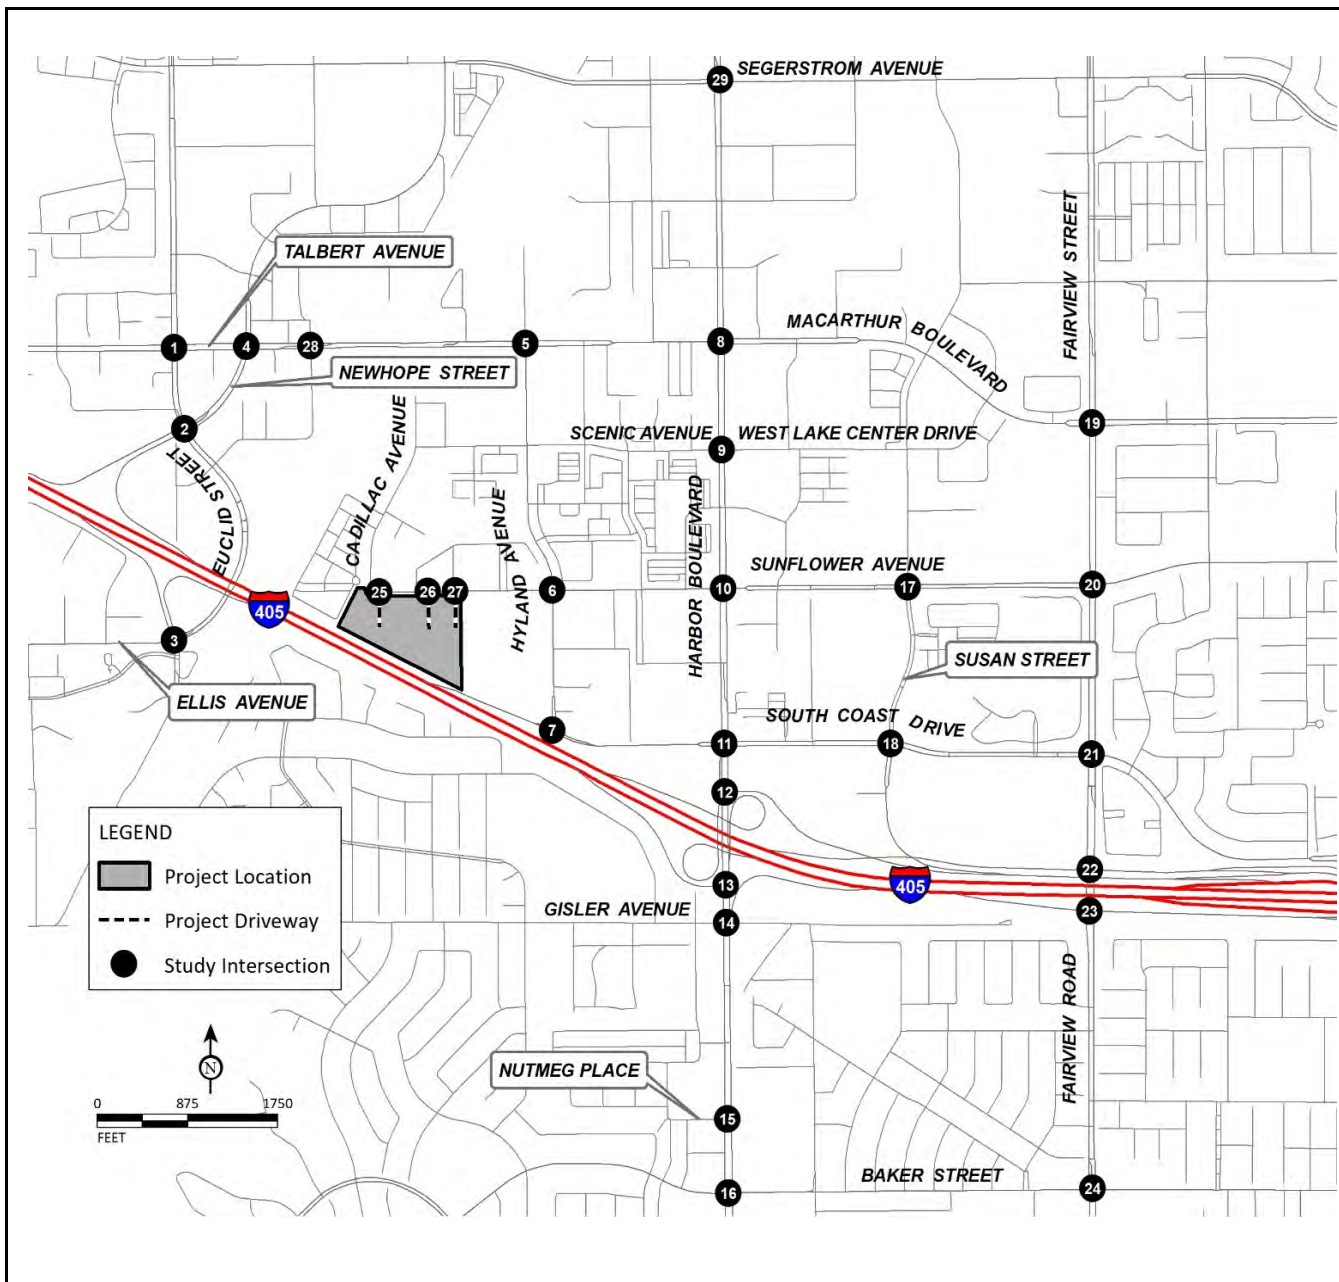 29
SEGERSTROM AVENUE
FAIRVIEW STREET
TALBERT AVENUE
1
4
28
5
8
MACARTHUR BOULEVARD
NEWHOPE STREET
2
CADILLAC AVENUE
SCENIC AVENUE
WEST LAKE CENTER DRIVE
19
9
EUCLID STREET
HYLAND AVENUE
HARBOR BOULEVARD
SUNFLOWER AVENUE
25
26
27
6
10
17
20
405
3
SUSAN STREET
ELLIS AVENUE
SOUTH COAST DRIVE
7
11
18
21
12
LEGEND
Project Location
Project Driveway
Study Intersection
22
13
405
GISLER AVENUE
23
14
FAIRVIEW ROAD
N
NUTMEG PLACE
0 875 1750
FEET
15
BAKER STREET
16
24